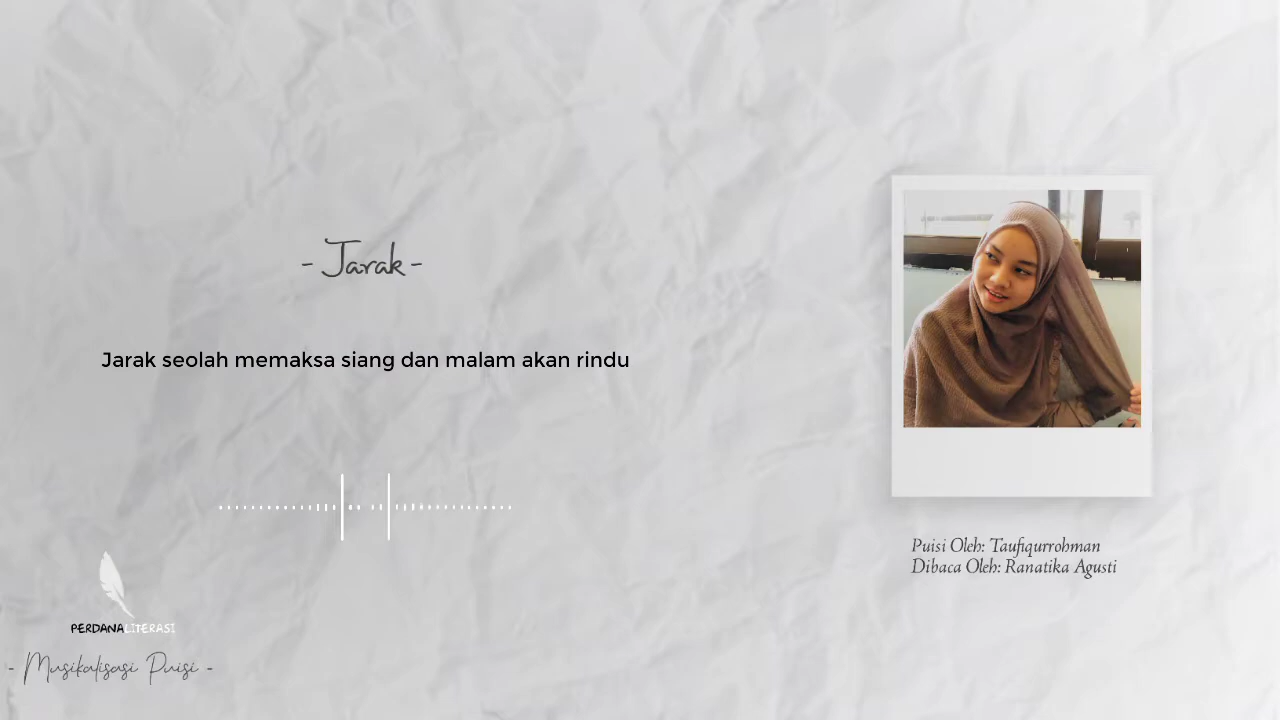 - Jarak -
Jarak seolah memaksa siang dan malam akan rindu
Puisi Oleh: Taufiqurrohman
Dibaca Oleh: Ranatika Agusti
PERDANALITERASI
- Musikalisasi Puisi -